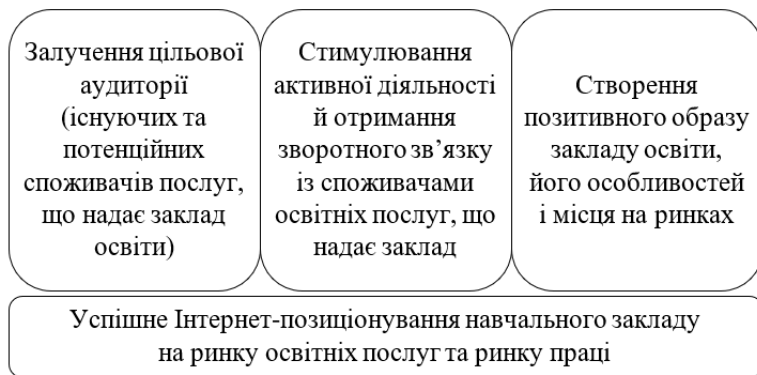 Залучення цільової
аудиторії
(існуючих та
потенційних
споживачів послуг,
що надає заклад
освіти)
Стимулювання
активної діяльності
й отримання
зворотного зв’язку
із споживачами
освітніх послуг, що
надає заклад
Створення
позитивного образу
закладу освіти,
його особливостей
і місця на ринках
Успішне Інтернет-позиціонування навчального закладу
на ринку освітніх послуг та ринку праці